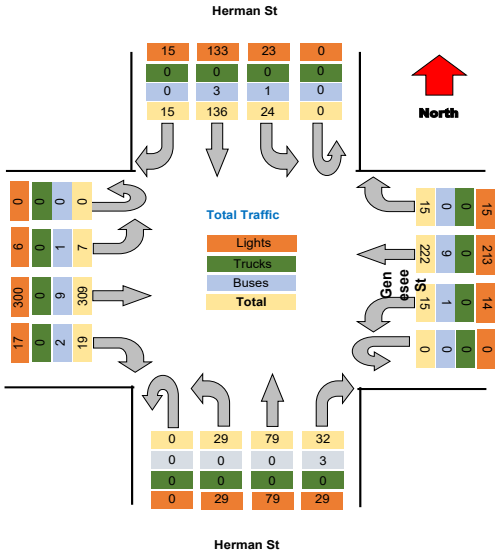 Herman St
15 133 23 0
0 0 0 0
0 3 1 0
15 136 24 0
North
0 0 0 0
6 0 1 7
300 0 9 309
17 0 2 19
Total Traffic
Lights
Trucks
Buses
Total
15 0 0 15
222 9 0 213
15 1 0 14
0 0 0 0
Gen
esee
St
0 29 79 32
0 0 0 3
0 0 0 0
0 29 79 29
Herman St